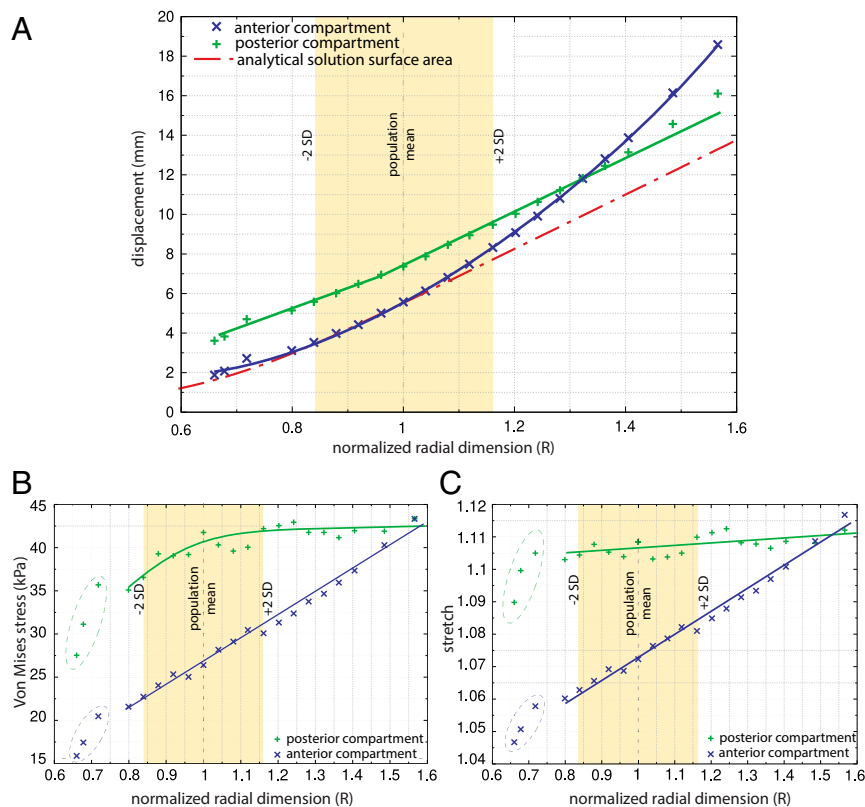 A
anterior compartment
posterior compartment
analytical solution surface area
20
18
16
14
12
10
8
6
4
2
0
displacement (mm)
-2 SD
population
mean
+2 SD
0.6 0.8 1 1.2 1.4 1.6
normalized radial dimension (R)
B
45
42
35
30
25
20
15
Von Mises stress (kPa)
-2 SD
population
mean
+2 SD
posterior compartment
anterior compartment
0.6 0.7 0.8 0.9 1 1.1 1.2 1.3 1.4 1.5 1.6
normalized radial dimension (R)
C
1.12
1.11
1.10
1.09
1.08
1.07
1.06
1.05
1.04
stretch
-2 SD
population
mean
+2 SD
posterior compartment
anterior compartment
0.6 0.7 0.8 0.9 1 1.1 1.2 1.3 1.4 1.5 1.6
normalized radial dimension (R)